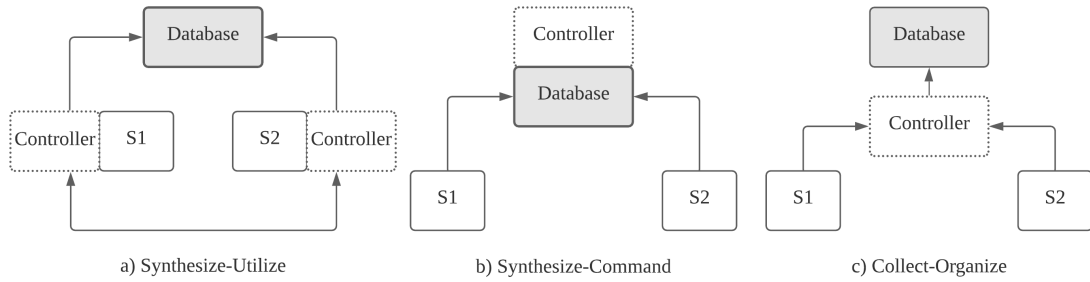 Database
Controller
S1
S2
Controller
a) Synthesize-Utilize
Controller
Database
S1
S2
b) Synthesize-Command
Database
Controller
S1
S2
c) Collect-Organize